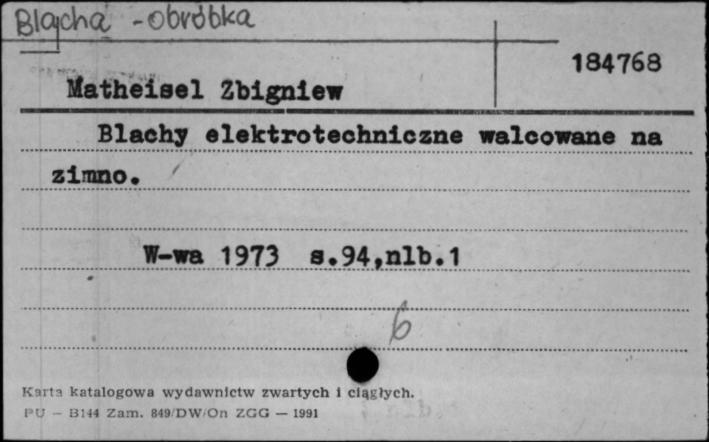 Blacha - obróbka
184768
Matheisel Zbigniew
Blachy elektrotechniczne walcowane na
zimno.
W-wa 1973 s.94,nlb.1
6
Karta katalogowa wydawnictw zwartych i ciągłych.
PU - B144 Zam. 849/DW/On ZGG - 1991